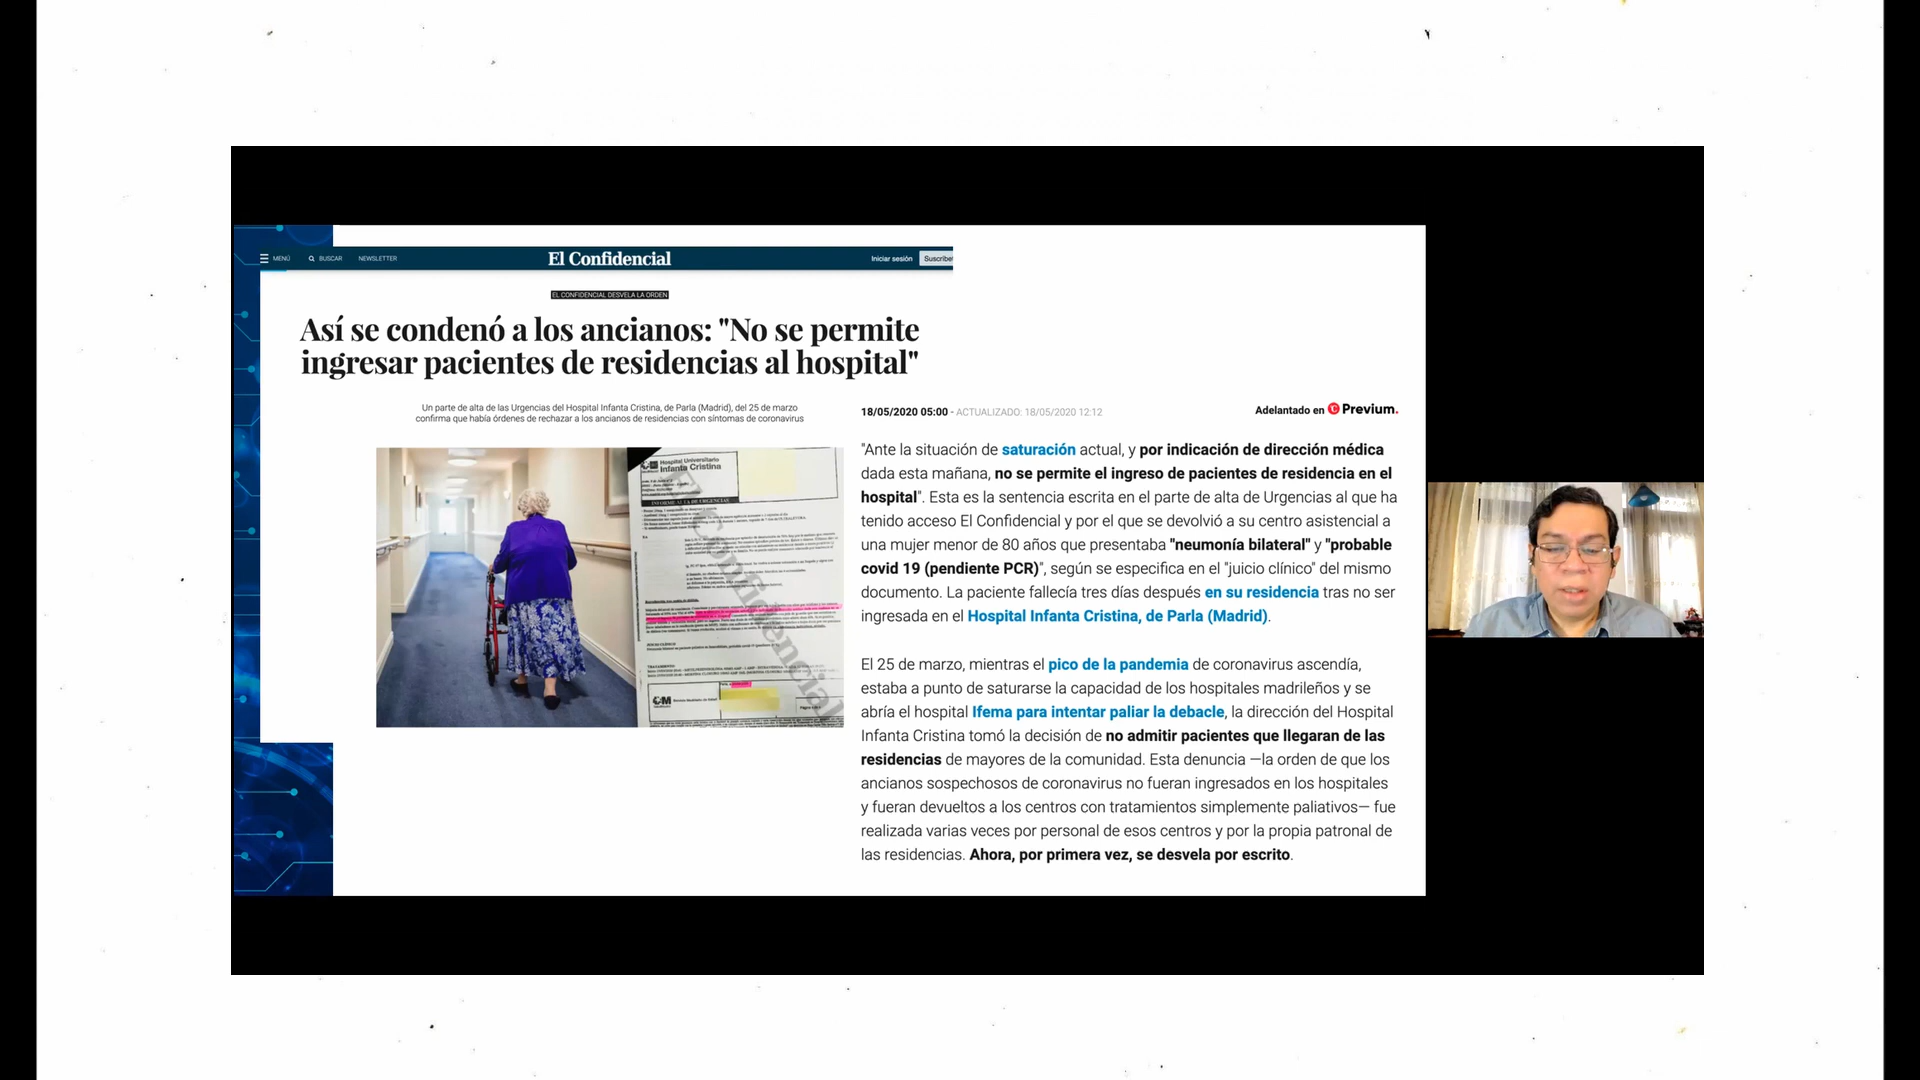 MENÚ BUSCAR NEWSLETTER El Confidencial Iniciar sesión Suscríbet
EL CONFIDENCIAL DESVELA LA ORDEN
Así se condenó a los ancianos: "No se permite
ingresar pacientes de residencias al hospital"
Un parte de alta de las Urgencias del Hospital Infanta Cristina, de Parla (Madrid), del 25 de marzo
confirma que había órdenes de rechazar a los ancianos de residencias con síntomas de coronavirus
Hospital Universitario
Infanta Cristina
INFORME ALTA DE URGENCIAS
El Confidencial
18/05/2020 05:00 - ACTUALIZADO: 18/05/2020 12:12
Adelantado en Previum.
"Ante la situación de saturación actual, y por indicación de dirección médica
dada esta mañana, no se permite el ingreso de pacientes de residencia en el
hospital". Esta es la sentencia escrita en el parte de alta de Urgencias al que ha
tenido acceso El Confidencial y por el que se devolvió a su centro asistencial a
una mujer menor de 80 años que presentaba "neumonía bilateral" y "probable
covid 19 (pendiente PCR)", según se especifica en el "juicio clínico" del mismo
documento. La paciente fallecía tres días después en su residencia tras no ser
ingresada en el Hospital Infanta Cristina, de Parla (Madrid).
El 25 de marzo, mientras el pico de la pandemia de coronavirus ascendía,
estaba a punto de saturarse la capacidad de los hospitales madrileños y se
abría el hospital Ifema para intentar paliar la debacle, la dirección del Hospital
Infanta Cristina tomó la decisión de no admitir pacientes que llegaran de las
residencias de mayores de la comunidad. Esta denuncia —la orden de que los
ancianos sospechosos de coronavirus no fueran ingresados en los hospitales
y fueran devueltos a los centros con tratamientos simplemente paliativos— fue
realizada varias veces por personal de esos centros y por la propia patronal de
las residencias. Ahora, por primera vez, se desvela por escrito.